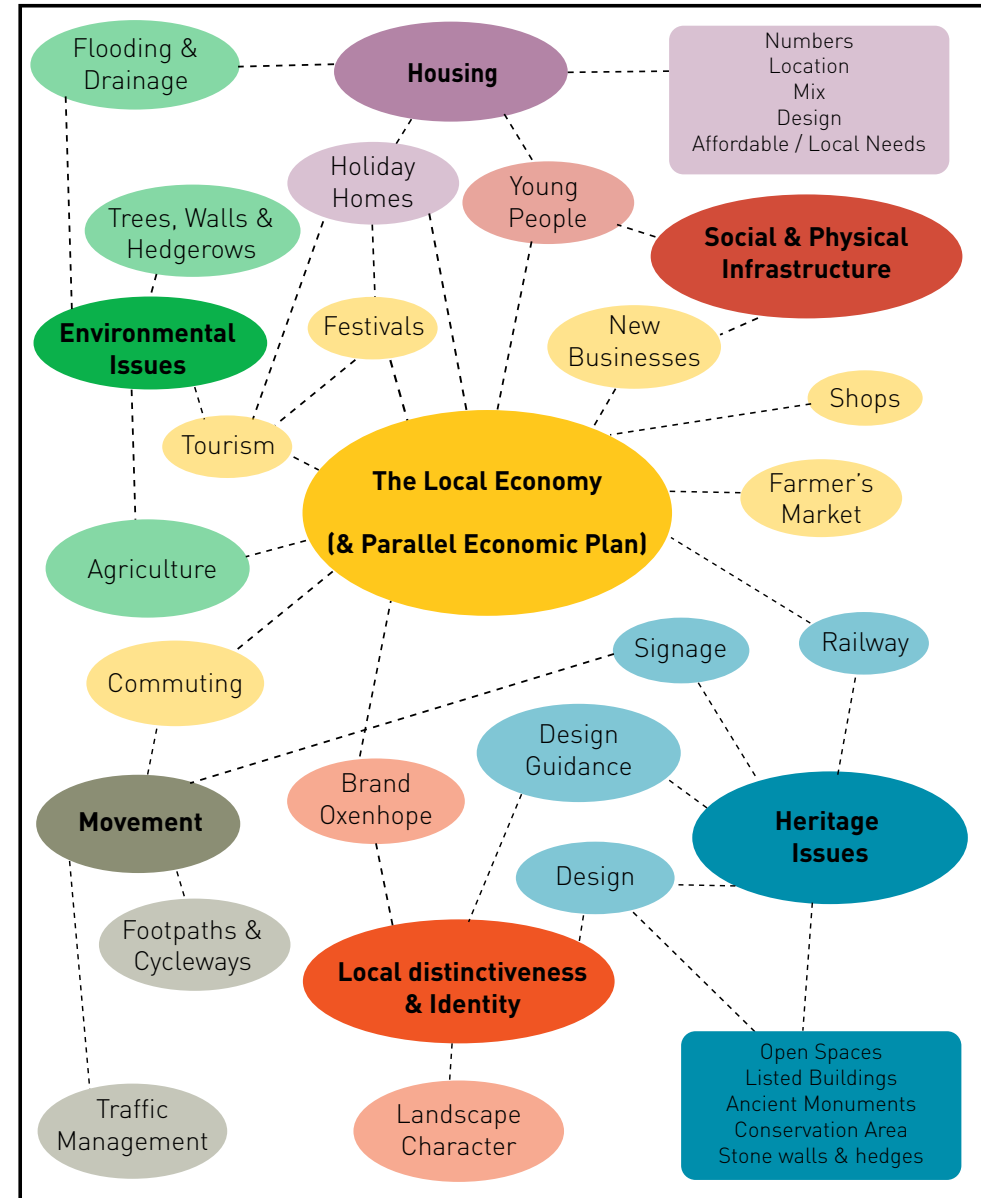 Flooding &
Drainage
Housing
Numbers
Location
Mix
Design
Affordable / Local Needs
Holiday
Homes
Young
People
Trees, Walls &
Hedgerows
Social & Physical
Infrastructure
Environmental
Issues
Festivals
New
Businesses
Shops
Tourism
The Local Economy
(& Parallel Economic Plan)
Farmer’s
Market
Agriculture
Signage
Railway
Commuting
Design
Guidance
Brand
Oxenhope
Movement
Heritage
Issues
Design
Footpaths &
Cycleways
Local distinctiveness
& Identity
Open Spaces
Listed Buildings
Ancient Monuments
Conservation Area
Stone walls & hedges
Traffic
Management
Landscape
Character